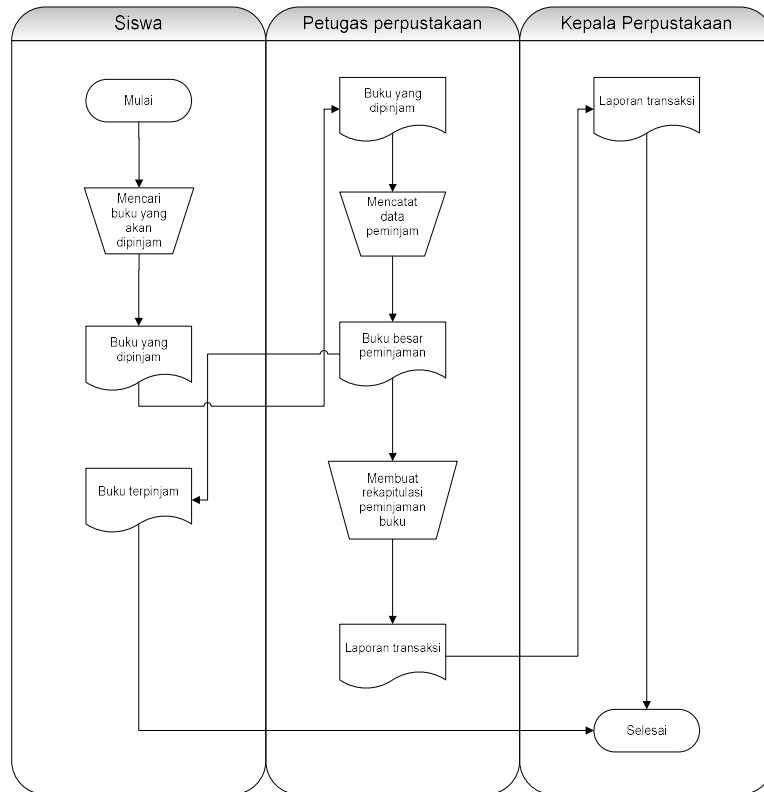 Siswa
Petugas perpustakaan
Kepala Perpustakaan
Mulai
Mencari
buku yang
akan
dipinjam
Buku yang
dipinjam
Buku terpinjam
Buku yang
dipinjam
Mencatat
data
peminjam
Buku besar
peminjaman
Membuat
rekapitulasi
peminjaman
buku
Laporan transaksi
Laporan transaksi
Selesai